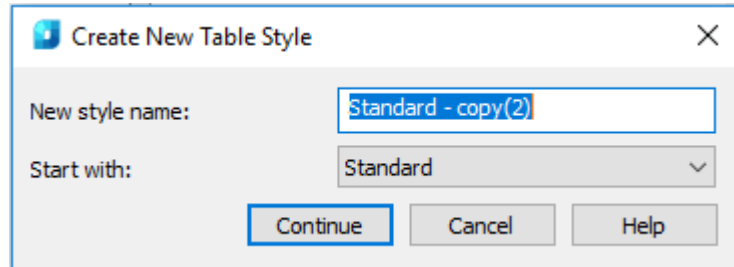 Create New Table Style
New style name:
Standard - copy(2)
Start with:
Standard
Continue
Cancel
Help